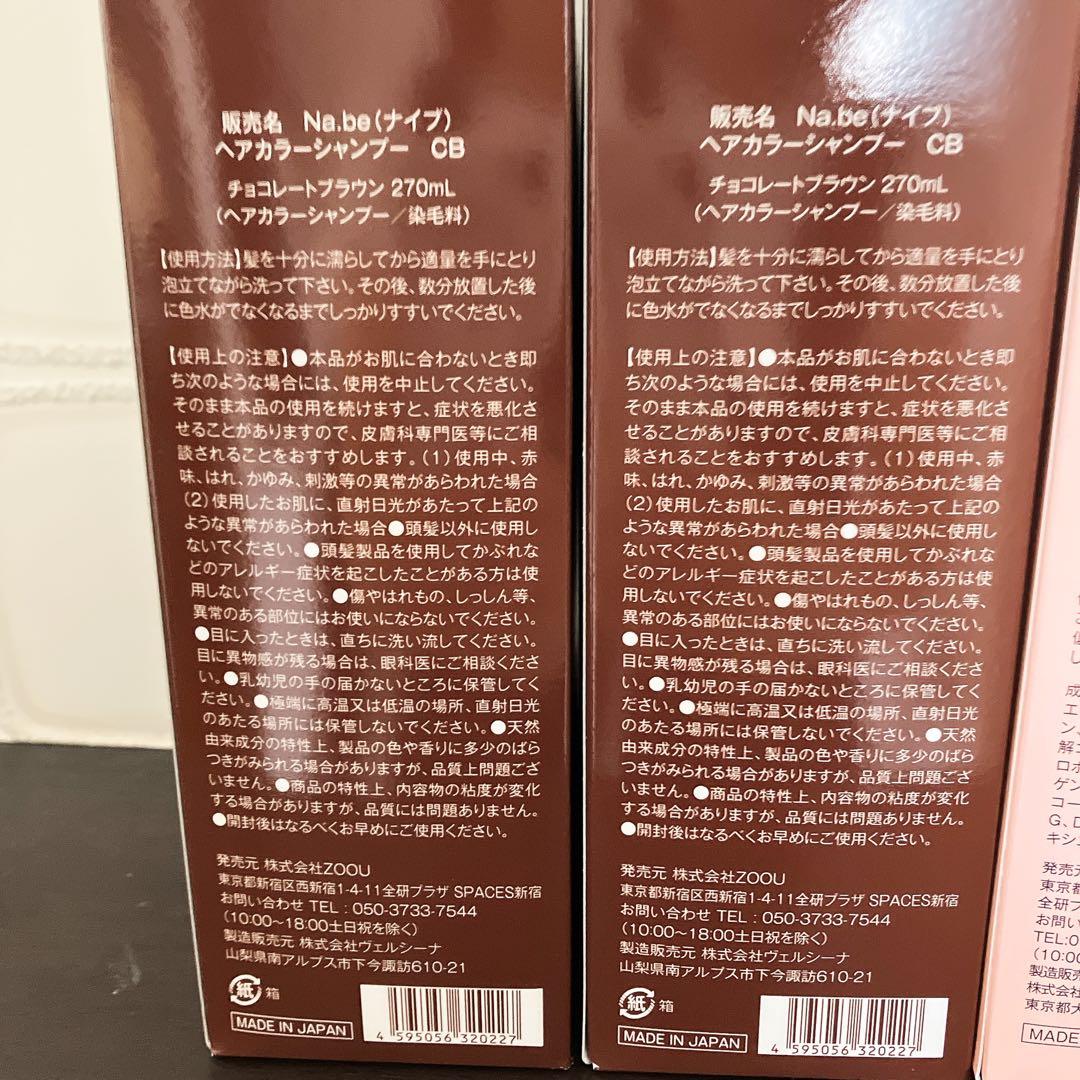 販売名 Na.be(ナイブ)
ヘアカラーシャンプー CB
チョコレートブラウン 270mL
(ヘアカラーシャンプー/染毛料)
【使用方法】髪を十分に濡らしてから適量を手にとり
泡立てながら洗って下さい。その後、数分放置した後
に色水がでなくなるまでしっかりすすいでください。
【使用上の注意】●本品がお肌に合わないとき即
ち次のような場合には、使用を中止してください。
そのまま本品の使用を続けますと、症状を悪化さ
せることがありますので、皮膚科専門医等にご相
談されることをおすすめします。(1)使用中、赤
味、はれ、かゆみ、刺激等の異常があらわれた場合
(2)使用したお肌に、直射日光があたって上記の
ような異常があらわれた場合●頭髪以外に使用し
ないでください。●頭髪製品を使用してかぶれな
どのアレルギー症状を起こしたことがある方は使
用しないでください。●傷やはれもの、しっしん等、
異常のある部位にはお使いにならないでください。
●目に入ったときは、直ちに洗い流してください。
目に異物感が残る場合は、眼科医にご相談くださ
い。●乳幼児の手の届かないところに保管してく
ださい。●極端に高温又は低温の場所、直射日光
のあたる場所には保管しないでください。●天然
由来成分の特性上、製品の色や香りに多少のばら
つきがみられる場合がありますが、品質上問題ござ
いません。●商品の特性上、内容物の粘度が変化
する場合がありますが、品質には問題ありません。
●開封後はなるべくお早めにご使用ください。
発売元 株式会社ZOOU
東京都新宿区西新宿1-4-11全研プラザ SPACES新宿
お問い合わせ TEL : 050-3733-7544
(10:00~18:00土日祝を除く)
製造販売元 株式会社ヴェルシーナ
山梨県南アルプス市下今諏訪610-21
紙 箱
MADE IN JAPAN
4 595056 320227
販売名 Na.be(ナイブ)
ヘアカラーシャンプー CB
チョコレートブラウン 270mL
(ヘアカラーシャンプー/染毛料)
【使用方法】髪を十分に濡らしてから適量を手にとり
泡立てながら洗って下さい。その後、数分放置した後
に色水がでなくなるまでしっかりすすいでください。
【使用上の注意】●本品がお肌に合わないとき即
ち次のような場合には、使用を中止してください。
そのまま本品の使用を続けますと、症状を悪化さ
せることがありますので、皮膚科専門医等にご相
談されることをおすすめします。(1)使用中、赤
味、はれ、かゆみ、刺激等の異常があらわれた場合
(2)使用したお肌に、直射日光があたって上記の
ような異常があらわれた場合●頭髪以外に使用し
ないでください。●頭髪製品を使用してかぶれな
どのアレルギー症状を起こしたことがある方は使
用しないでください。●傷やはれもの、しっしん等、
異常のある部位にはお使いにならないでください。
●目に入ったときは、直ちに洗い流してください。
目に異物感が残る場合は、眼科医にご相談くださ
い。●乳幼児の手の届かないところに保管してく
ださい。●極端に高温又は低温の場所、直射日光
のあたる場所には保管しないでください。●天然
由来成分の特性上、製品の色や香りに多少のばら
つきがみられる場合がありますが、品質上問題ござ
いません。●商品の特性上、内容物の粘度が変化
する場合がありますが、品質には問題ありません。
●開封後はなるべくお早めにご使用ください。
発売元 株式会社ZOOU
東京都新宿区西新宿1-4-11全研プラザ SPACES新宿
お問い合わせ TEL : 050-3733-7544
(10:00~18:00土日祝を除く)
製造販売元 株式会社ヴェルシーナ
山梨県南アルプス市下今諏訪610-21
紙 箱
MADE IN JAPAN
4 595056 320227
成
エ
ン
解
ロ
ゲン
コー
G、
キシ
発売
東京都
全研
お問い
TEL:0
(10:0
製造販
株式会
東京都
MADE